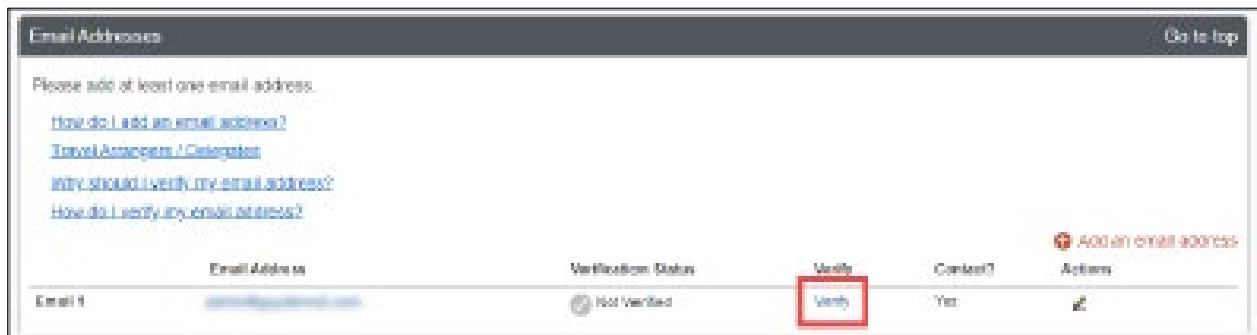 Email Addresses Go to top
Please add at least one email address.
How do I add an email address?
Travel Arrangers / Delegates
Why should I verify my email address?
How do I verify my email address?
Add an email address
Email Address Verification Status Verify Contact? Actions
Email 1 Not Verified Verify Yes